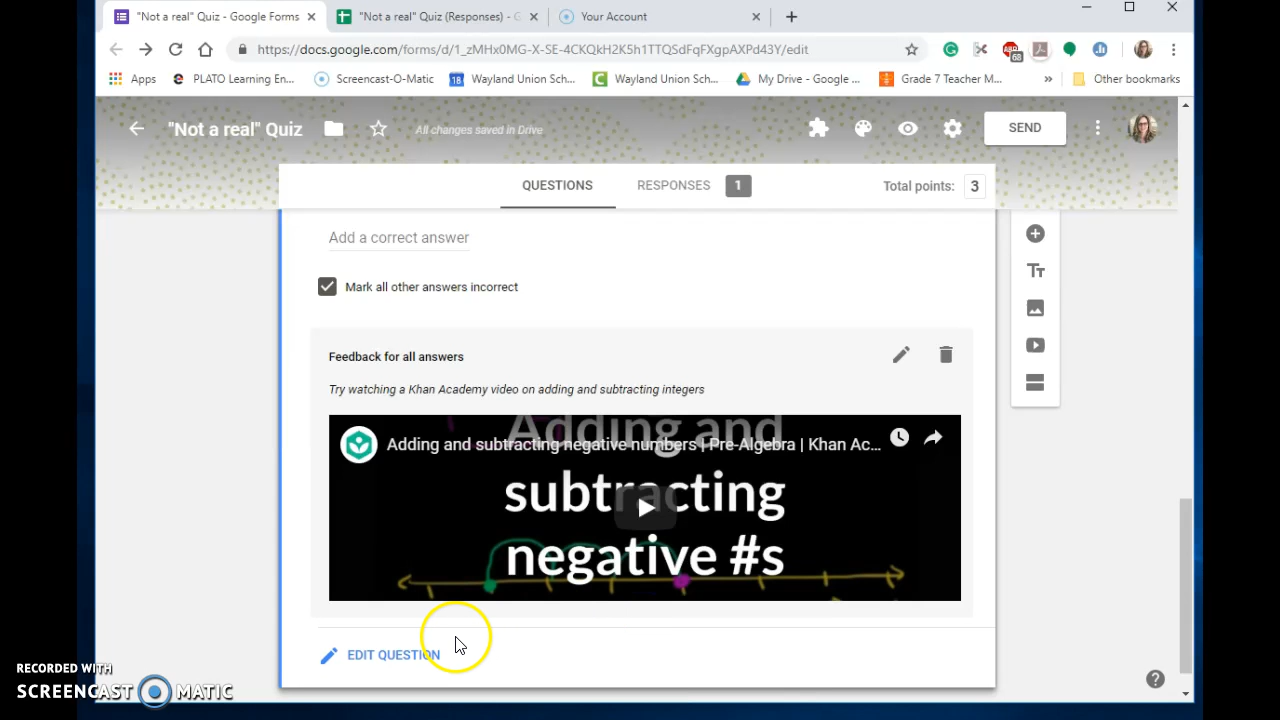 "Not a real" Quiz - Google Forms
"Not a real" Quiz (Responses) - G
Your Account
https://docs.google.com/forms/d/1_zMHx0MG-X-SE-4CKQkH2K5h1TTQSdFqFXgpAXPd43Y/edit
68
Apps
PLATO Learning En...
Screencast-O-Matic
18
Wayland Union Sch...
Wayland Union Sch...
My Drive - Google ...
Grade 7 Teacher M...
»
Other bookmarks
"Not a real" Quiz
All changes saved in Drive
SEND
QUESTIONS
RESPONSES
1
Total points:
3
Add a correct answer
Mark all other answers incorrect
Feedback for all answers
Try watching a Khan Academy video on adding and subtracting integers
Adding and
Adding and subtracting negative numbers | Pre-Algebra | Khan Ac...
subtracting
negative #s
EDIT QUESTION
RECORDED WITH
SCREENCAST MATIC